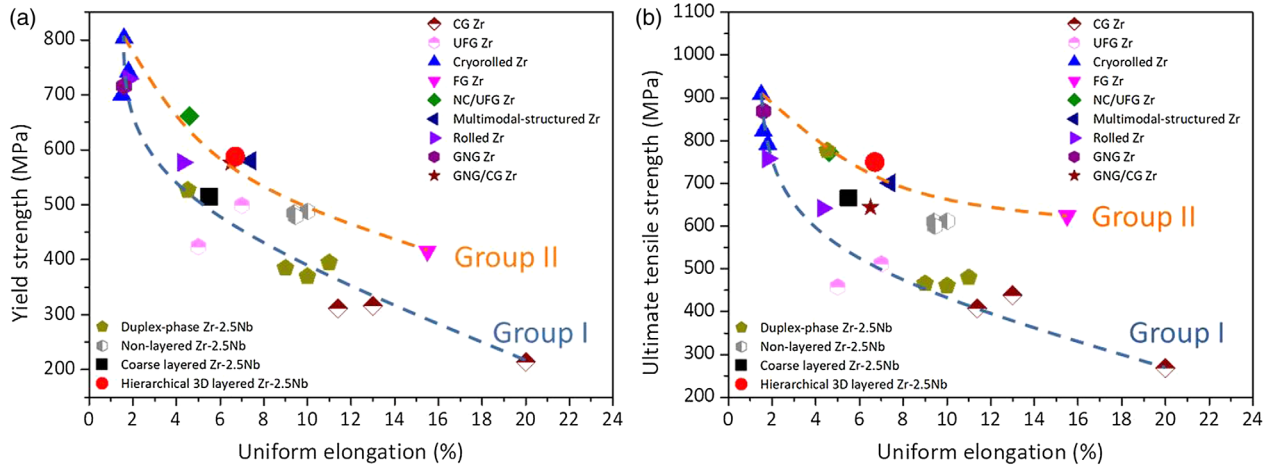 (a)
Yield strength (MPa)
800
700
600
500
400
300
200
0 2 4 6 8 10 12 14 16 18 20 22 24
Uniform elongation (%)
CG Zr
UFG Zr
Cryorolled Zr
FG Zr
NC/UFG Zr
Multimodal-structured Zr
Rolled Zr
GNG Zr
GNG/CG Zr
Group II
Group I
Duplex-phase Zr-2.5Nb
Non-layered Zr-2.5Nb
Coarse layered Zr-2.5Nb
Hierarchical 3D layered Zr-2.5Nb
(b)
Ultimate tensile strength (MPa)
1100
1000
900
800
700
600
500
400
300
200
0 2 4 6 8 10 12 14 16 18 20 22 24
Uniform elongation (%)
CG Zr
UFG Zr
Cryorolled Zr
FG Zr
NC/UFG Zr
Multimodal-structured Zr
Rolled Zr
GNG Zr
GNG/CG Zr
Group II
Group I
Duplex-phase Zr-2.5Nb
Non-layered Zr-2.5Nb
Coarse layered Zr-2.5Nb
Hierarchical 3D layered Zr-2.5Nb